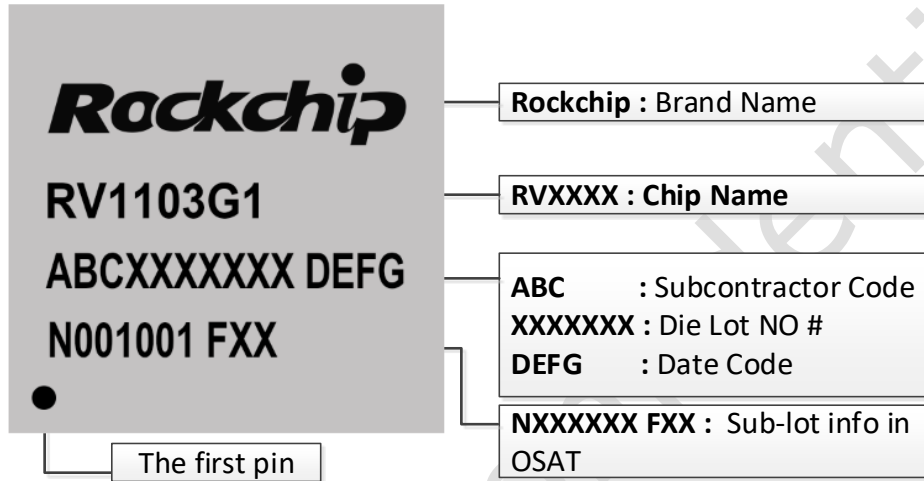 Rockchip
RV1103G1
ABCXXXXXXX DEFG
N001001 FXX
The first pin
Rockchip : Brand Name
RVXXXX : Chip Name
ABC : Subcontractor Code
XXXXXXX : Die Lot NO #
DEFG : Date Code
NXXXXXX FXX : Sub-lot info in
OSAT